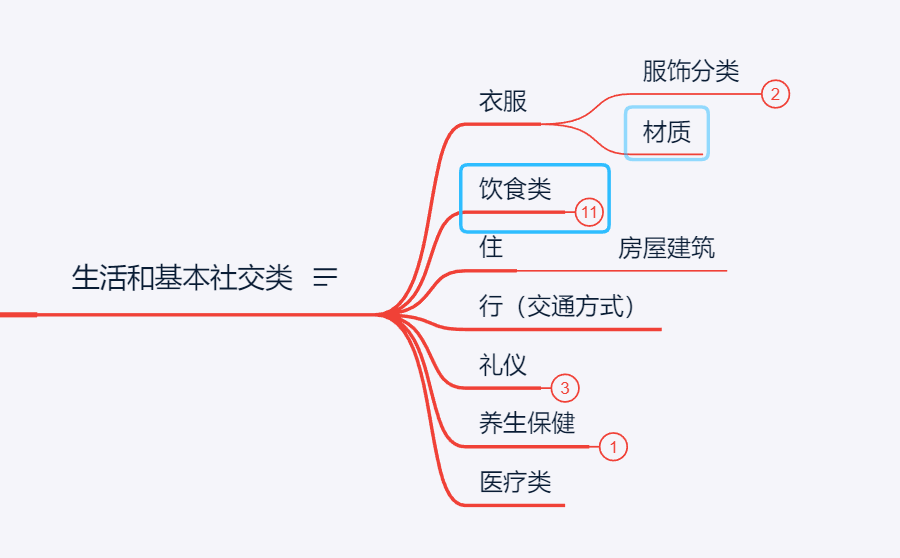 生活和基本社交类
衣服
服饰分类
2
材质
饮食类
11
住
房屋建筑
行（交通方式）
礼仪
3
养生保健
1
医疗类